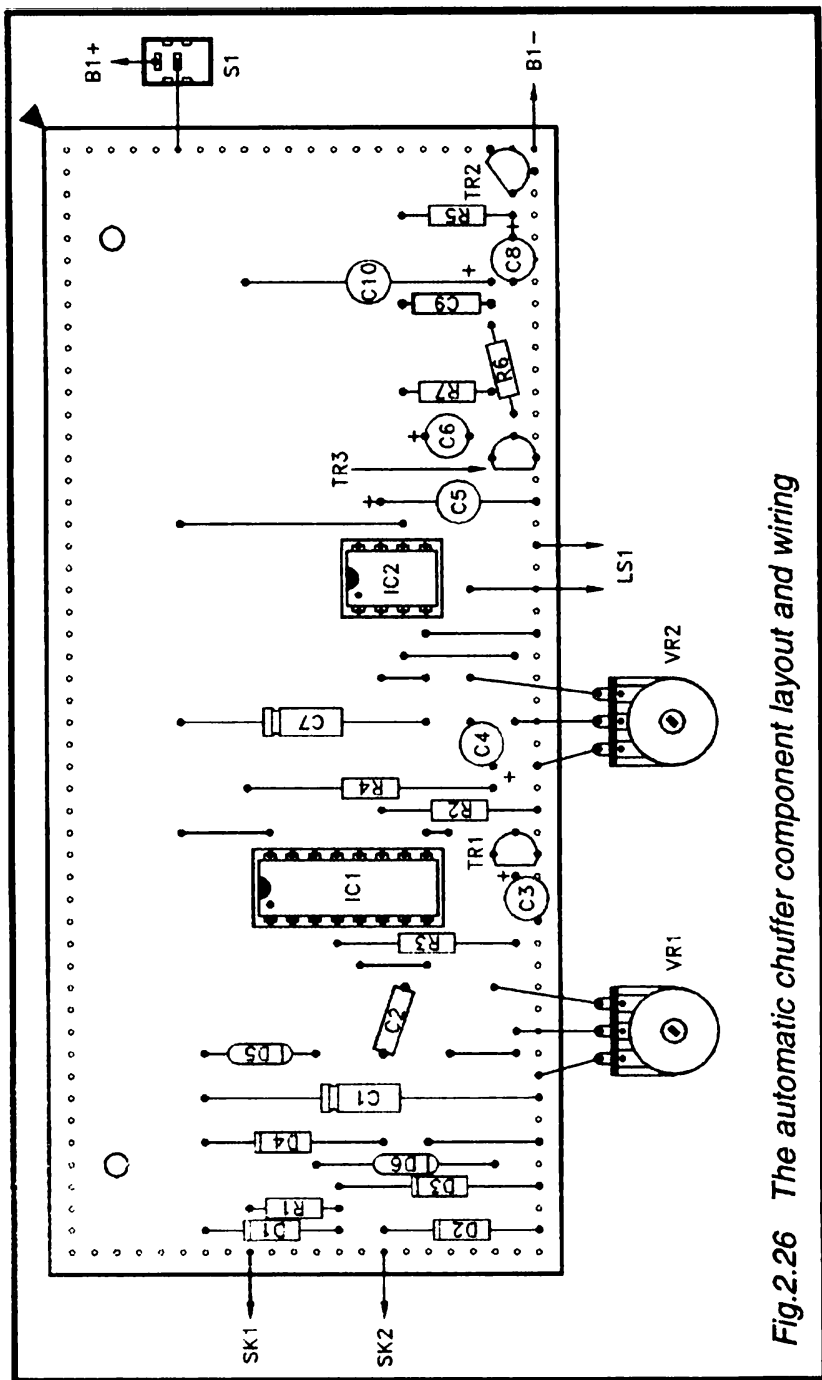 B1+
S1
B1-
TR2
R5
C8
+
C10
+
C9
R6
R7
+
C6
TR3
+
C5
IC2
LS1
VR2
C7
C4
+
R4
R2
TR1
IC1
+
C3
R3
VR1
C2
D5
C1
D4
D6
D3
R1
D1
D2
SK1
SK2
Fig.2.26 The automatic chuffer component layout and wiring